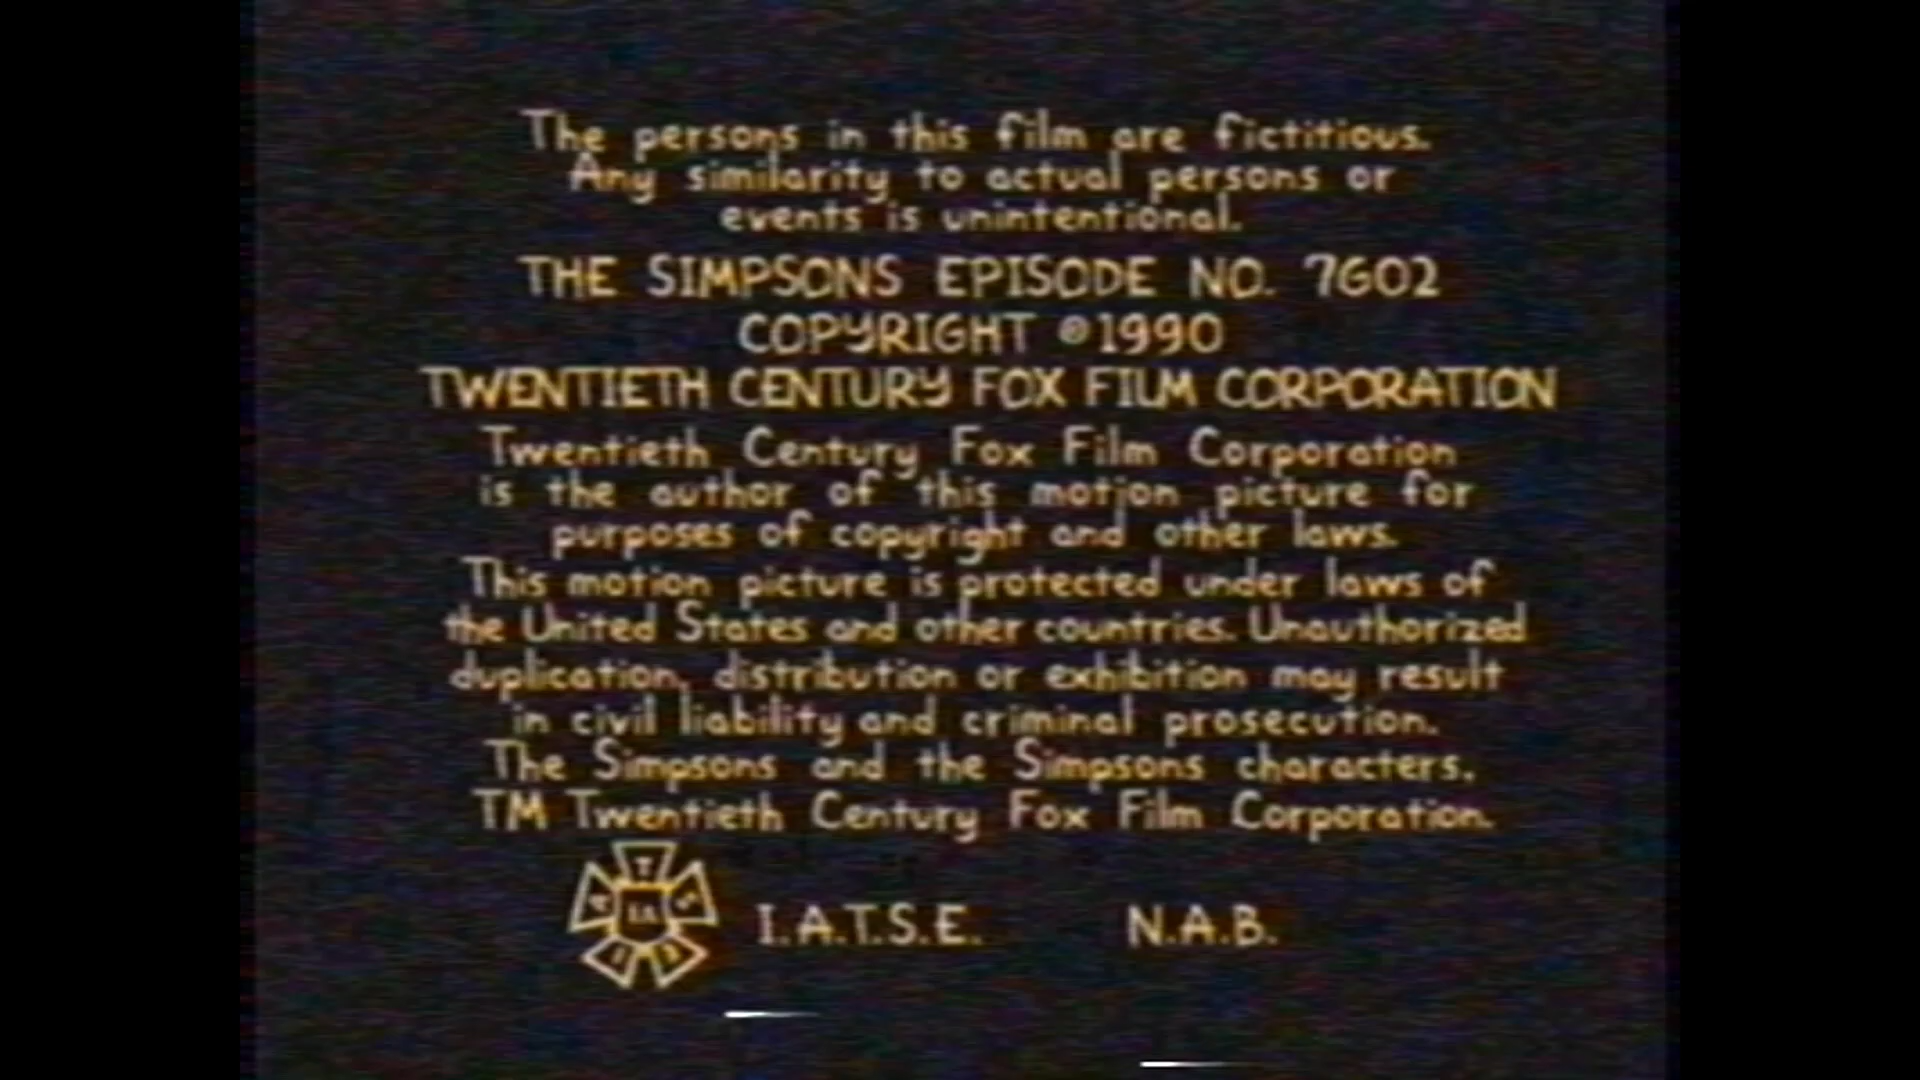 The persons in this film are fictitious.
Any similarity to actual persons or
events is unintentional.
THE SIMPSONS EPISODE NO. 7G02
COPYRIGHT ©1990
TWENTIETH CENTURY FOX FILM CORPORATION
Twentieth Century Fox Film Corporation
is the author of this motion picture for
purposes of copyright and other laws.
This motion picture is protected under laws of
the United States and other countries. Unauthorized
duplication, distribution or exhibition may result
in civil liability and criminal prosecution.
The Simpsons and the Simpsons characters,
TM Twentieth Century Fox Film Corporation.
T
IA
I.A.T.S.E. N.A.B.